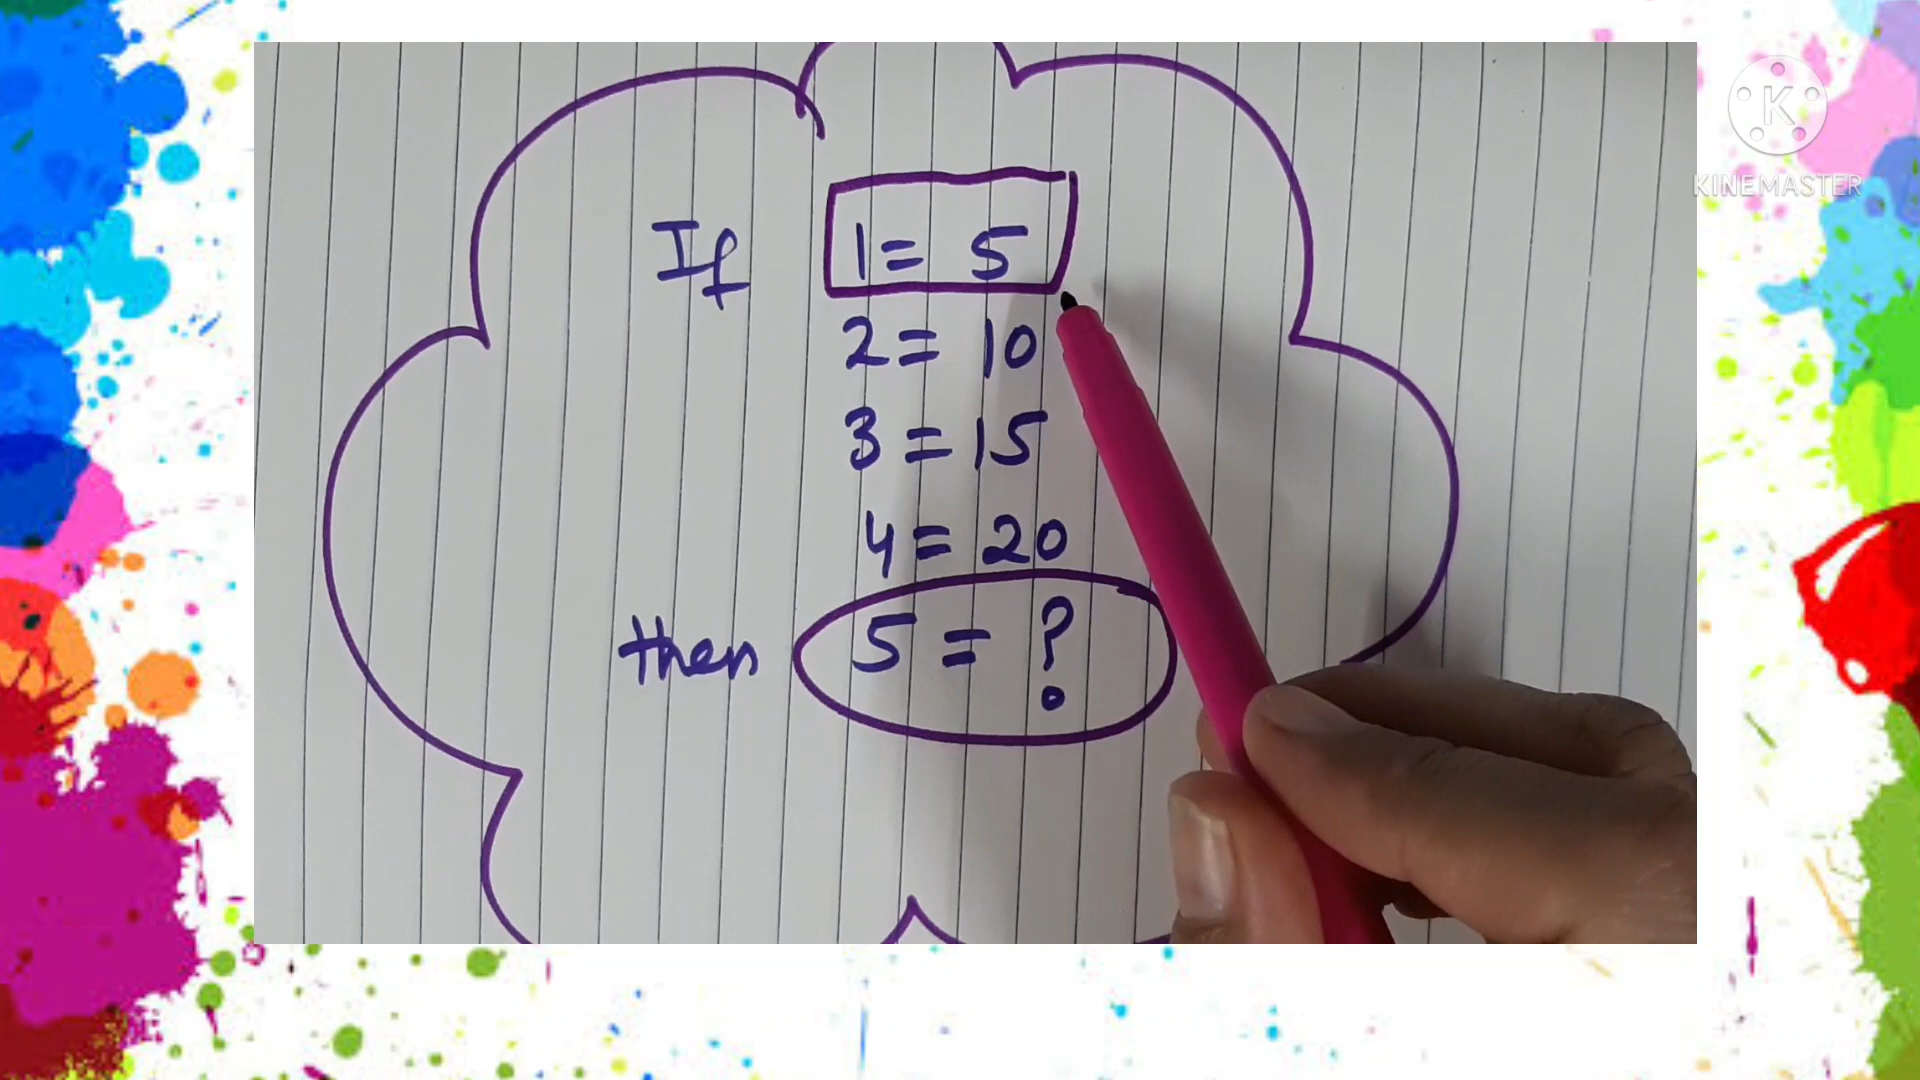 If 1 = 5
2 = 10
3 = 15
4 = 20
then 5 = ?
K
KINEMASTER